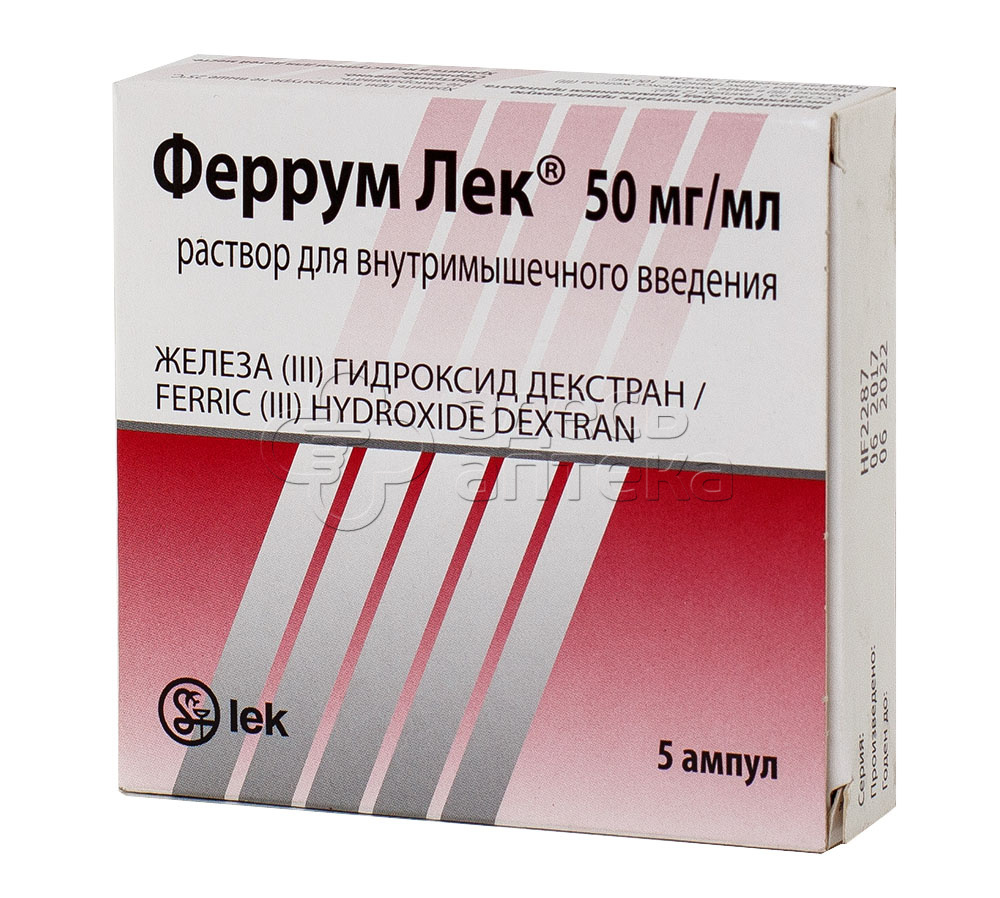 Феррум Лек® 50 мг/мл
раствор для внутримышечного введения
ЖЕЛЕЗА (III) ГИДРОКСИД ДЕКСТРАН /
FERRIC (III) HYDROXIDE DEXTRAN
аптека
lek
5 ампул
HF2287
06 2017
06 2022
Серия:
Произведено:
Годен до: